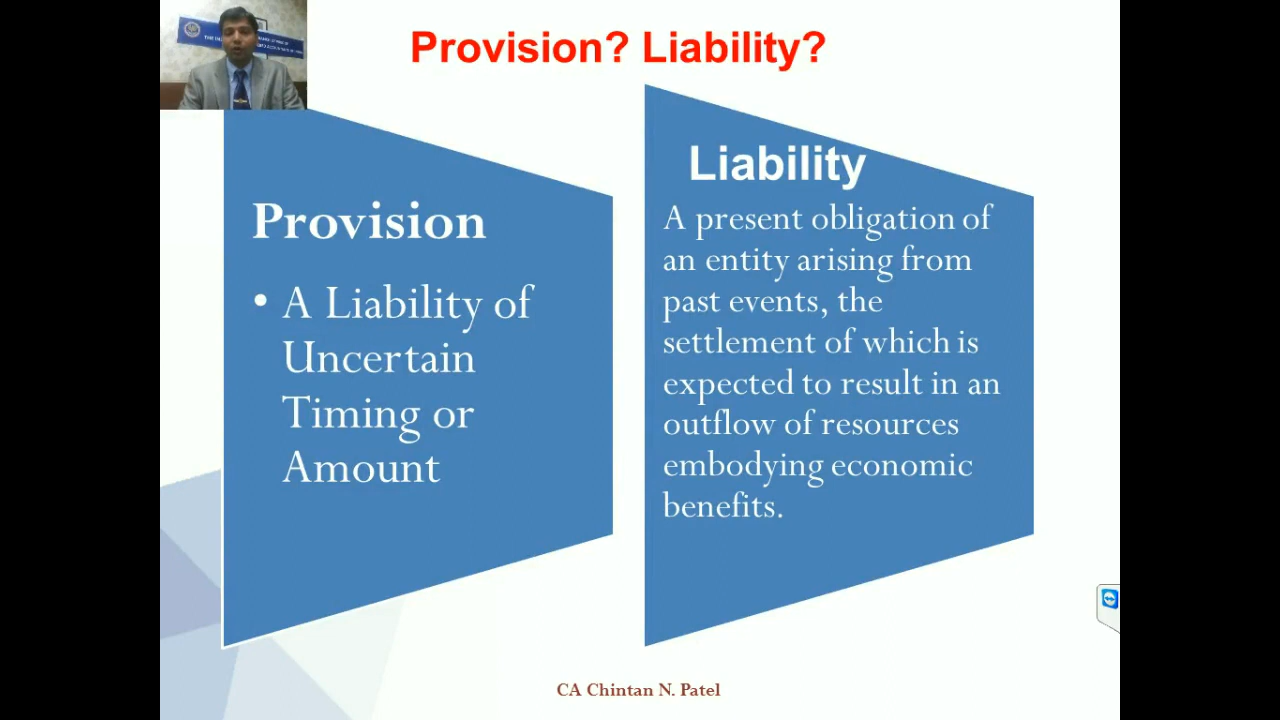 Provision? Liability?
Provision
• A Liability of
Uncertain
Timing or
Amount
Liability
A present obligation of
an entity arising from
past events, the
settlement of which is
expected to result in an
outflow of resources
embodying economic
benefits.
CA Chintan N. Patel